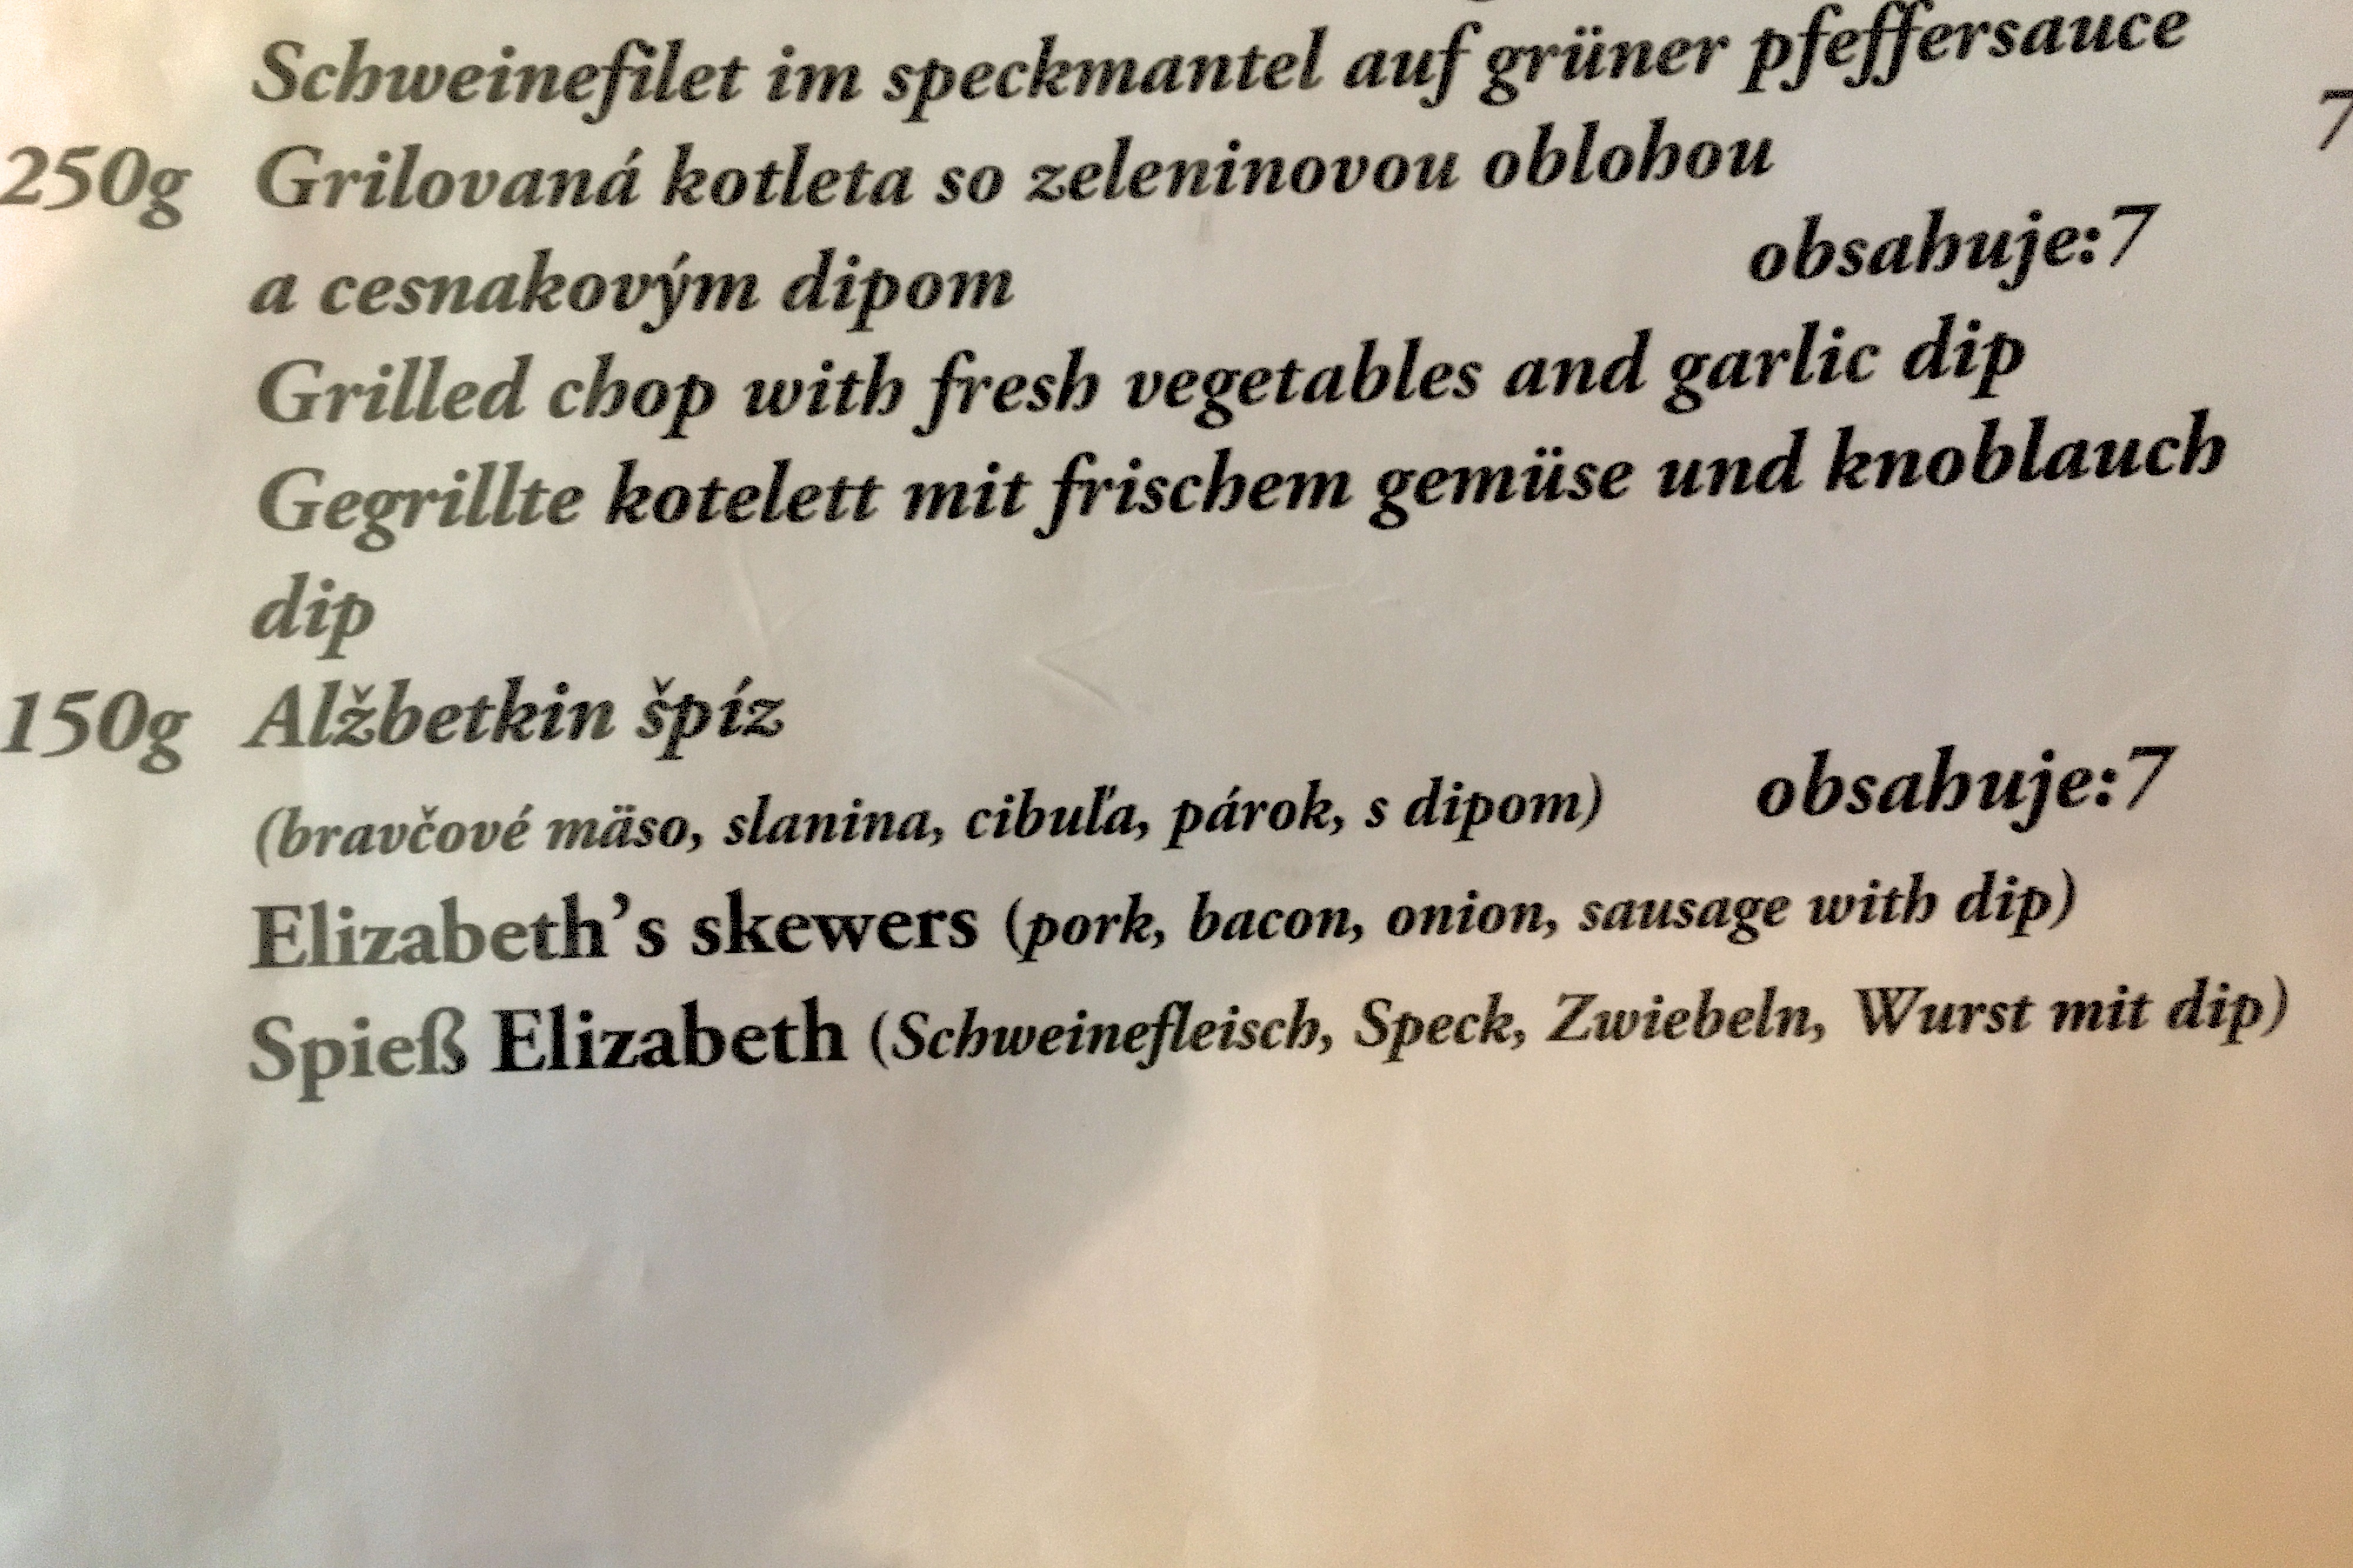 Schweinefilet im speckmantel auf grüner pfeffersauce
250g Grilovaná kotleta so zeleninovou oblohou 7
a cesnakovým dipom obsahuje:7
Grilled chop with fresh vegetables and garlic dip
Gegrillte kotelett mit frischem gemüse und knoblauch
dip
150g Alžbetkin špíz
(bravčové mäso, slanina, cibuľa, párok, s dipom) obsahuje:7
Elizabeth's skewers (pork, bacon, onion, sausage with dip)
Spieß Elizabeth (Schweinefleisch, Speck, Zwiebeln, Wurst mit dip)